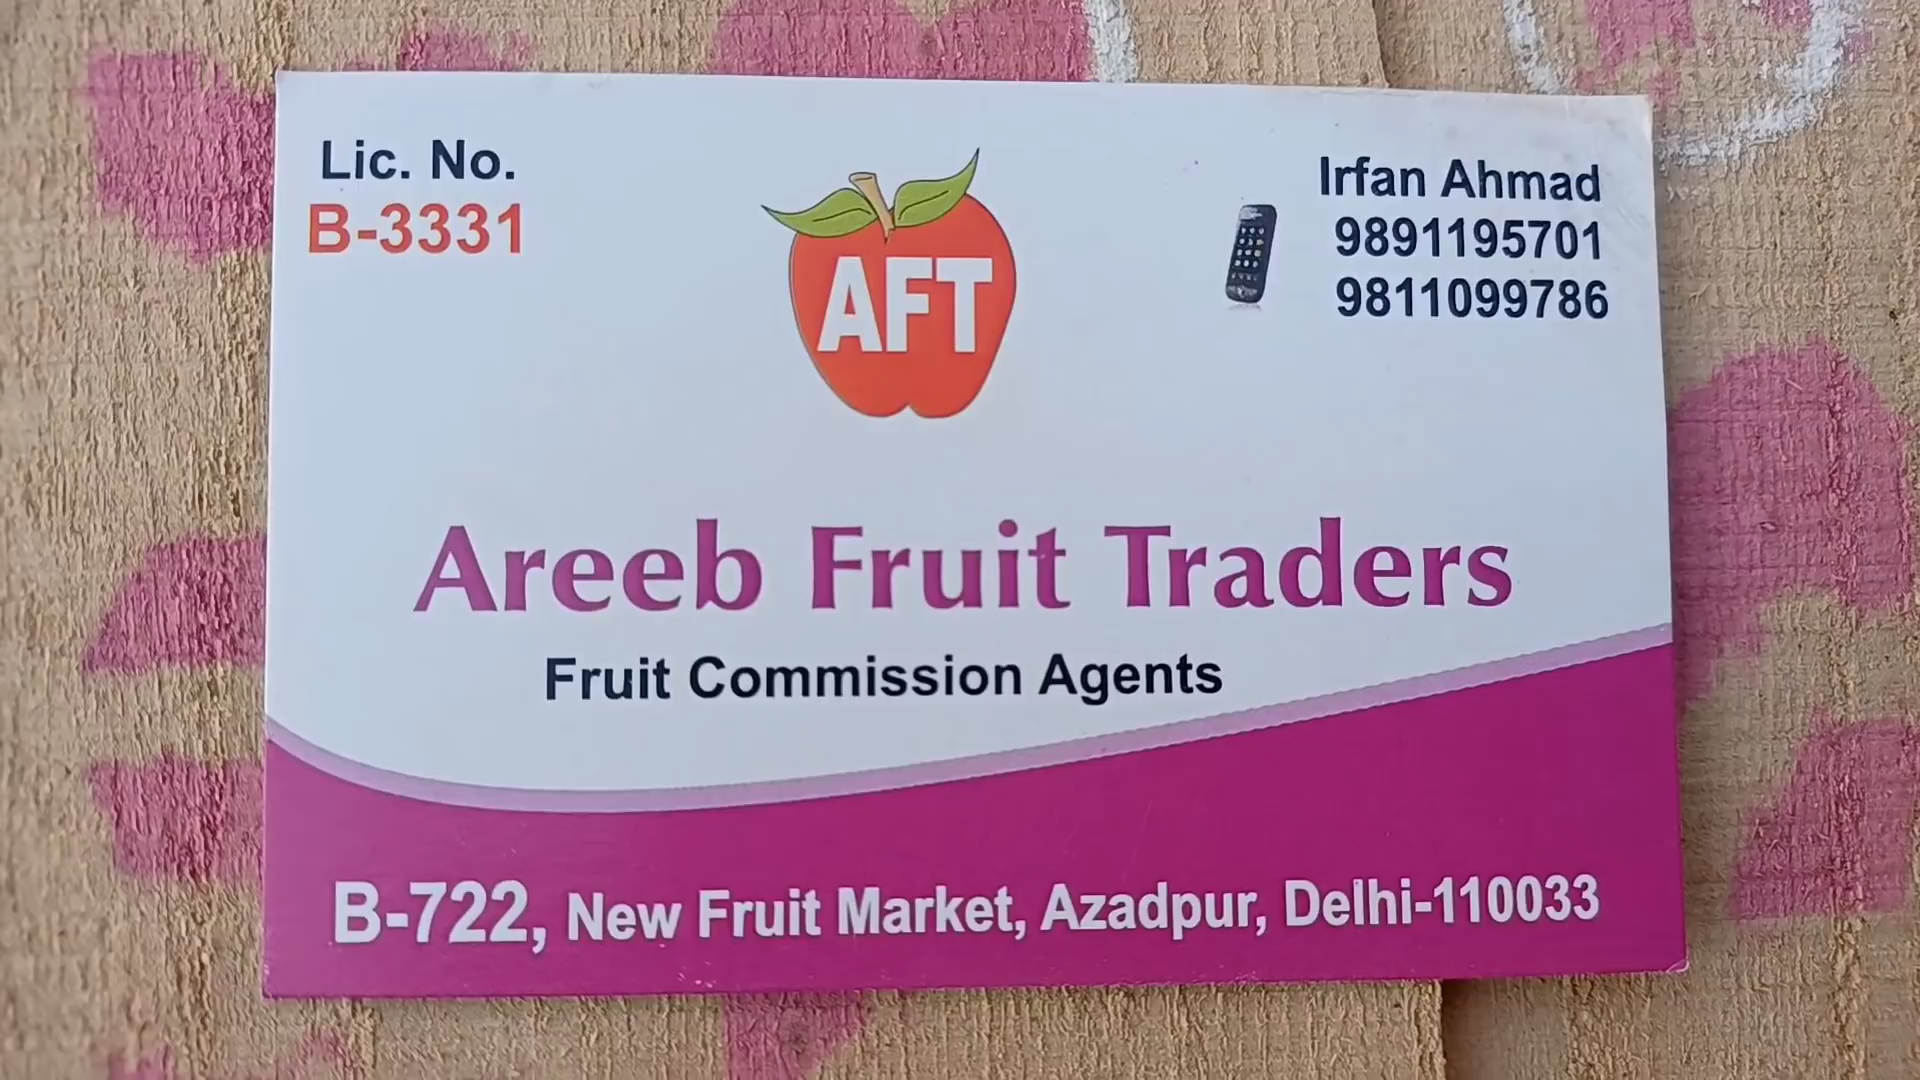 Lic. No.
B-3331
AFT
Irfan Ahmad
9891195701
9811099786
Areeb Fruit Traders
Fruit Commission Agents
B-722, New Fruit Market, Azadpur, Delhi-110033